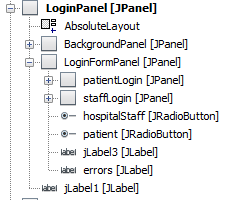 LoginPanel [JPanel]
AbsoluteLayout
BackgroundPanel [JPanel]
LoginFormPanel [JPanel]
patientLogin [JPanel]
staffLogin [JPanel]
hospitalStaff [JRadioButton]
patient [JRadioButton]
label jLabel3 [JLabel]
label errors [JLabel]
label jLabel1 [JLabel]